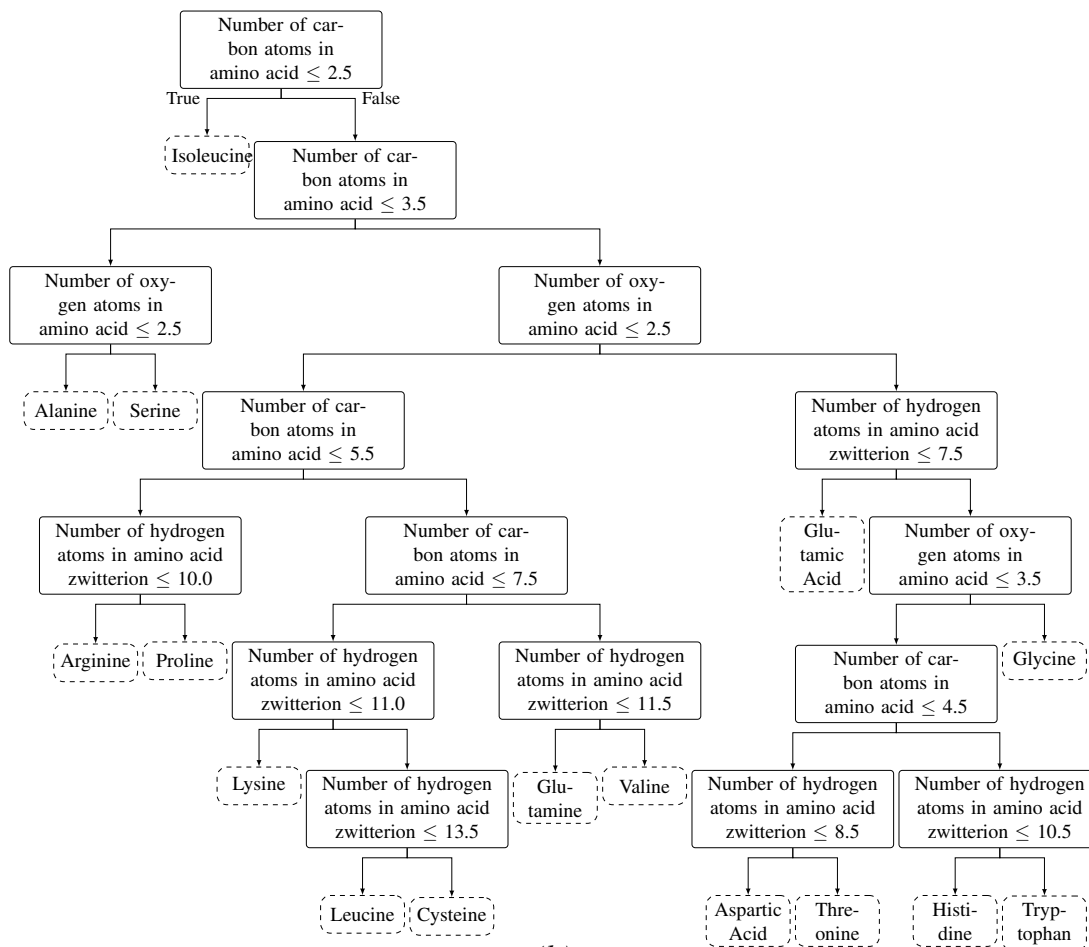 Number of car-
bon atoms in
amino acid ≤ 2.5
True
False
Isoleucine
Number of car-
bon atoms in
amino acid ≤ 3.5
Number of oxy-
gen atoms in
amino acid ≤ 2.5
Number of oxy-
gen atoms in
amino acid ≤ 2.5
Alanine
Serine
Number of car-
bon atoms in
amino acid ≤ 5.5
Number of hydrogen
atoms in amino acid
zwitterion ≤ 7.5
Number of hydrogen
atoms in amino acid
zwitterion ≤ 10.0
Number of car-
bon atoms in
amino acid ≤ 7.5
Glu-
tamic
Acid
Number of oxy-
gen atoms in
amino acid ≤ 3.5
Arginine
Proline
Number of hydrogen
atoms in amino acid
zwitterion ≤ 11.0
Number of hydrogen
atoms in amino acid
zwitterion ≤ 11.5
Number of car-
bon atoms in
amino acid ≤ 4.5
Glycine
Lysine
Number of hydrogen
atoms in amino acid
zwitterion ≤ 13.5
Glu-
tamine
Valine
Number of hydrogen
atoms in amino acid
zwitterion ≤ 8.5
Number of hydrogen
atoms in amino acid
zwitterion ≤ 10.5
Leucine
Cysteine
Aspartic
Acid
Thre-
onine
Histi-
dine
Tryp-
tophan